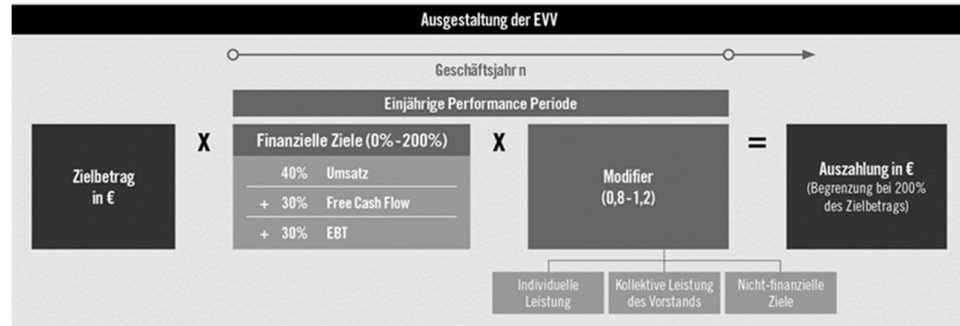 Ausgestaltung der EVV
Geschäftsjahr n
Einjährige Performance Periode
Zielbetrag
in €
X
Finanzielle Ziele (0%-200%)
40% Umsatz
+ 30% Free Cash Flow
+ 30% EBT
X
Modifier
(0,8-1,2)
=
Auszahlung in €
(Begrenzung bei 200%
des Zielbetrags)
Individuelle
Leistung
Kollektive Leistung
des Vorstands
Nicht-finanzielle
Ziele